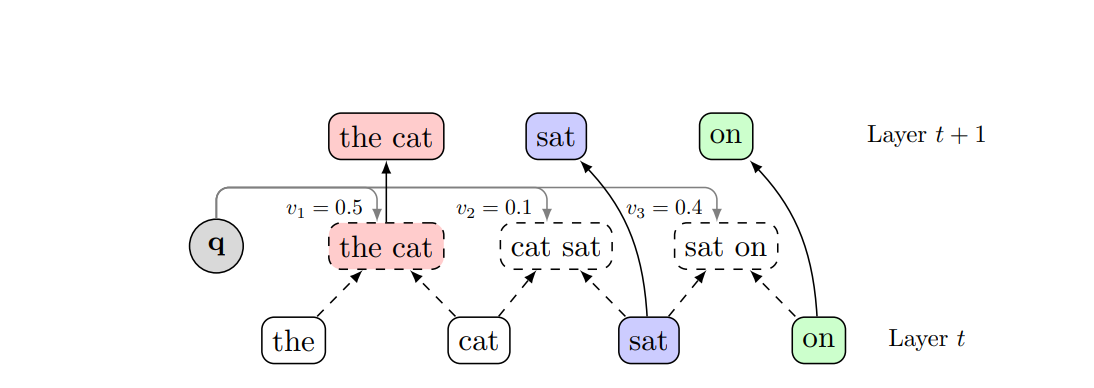 the cat sat on Layer t + 1
v₁ = 0.5 v₂ = 0.1 v₃ = 0.4
q the cat cat sat sat on
the cat sat on Layer t